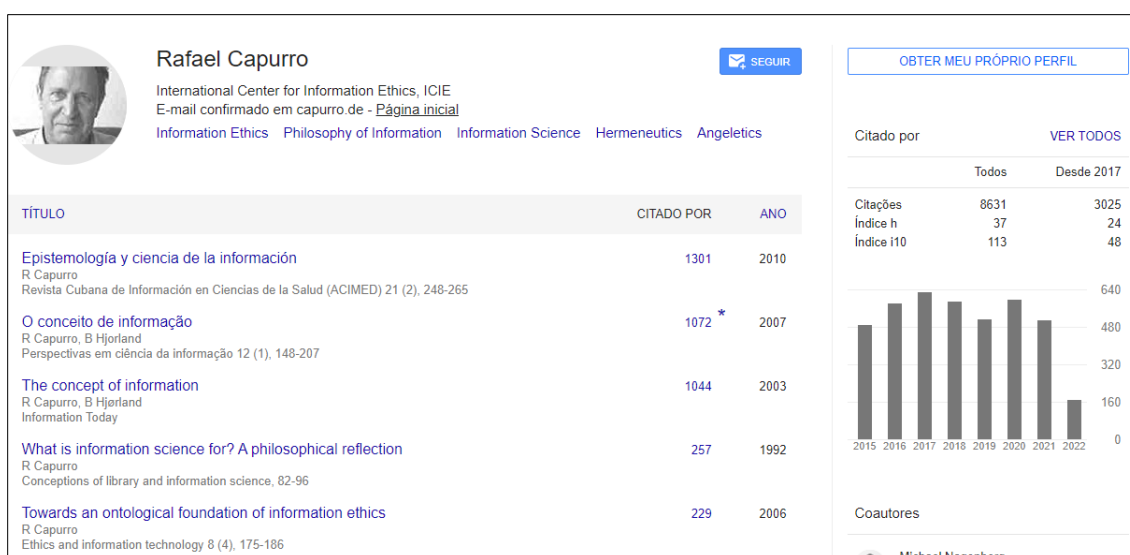 Rafael Capurro
SEGUIR
International Center for Information Ethics, ICIE
E-mail confirmado em capurro.de - Página inicial
Information Ethics Philosophy of Information Information Science Hermeneutics Angeletics
TÍTULO CITADO POR ANO
Epistemología y ciencia de la información 1301 2010
R Capurro
Revista Cubana de Información en Ciencias de la Salud (ACIMED) 21 (2), 248-265
O conceito de informação 1072 * 2007
R Capurro, B Hjorland
Perspectivas em ciência da informação 12 (1), 148-207
The concept of information 1044 2003
R Capurro, B Hjørland
Information Today
What is information science for? A philosophical reflection 257 1992
R Capurro
Conceptions of library and information science, 82-96
Towards an ontological foundation of information ethics 229 2006
R Capurro
Ethics and information technology 8 (4), 175-186
OBTER MEU PRÓPRIO PERFIL
Citado por VER TODOS
Todos Desde 2017
Citações 8631 3025
Índice h 37 24
Índice i10 113 48
640
480
320
160
0
2015 2016 2017 2018 2019 2020 2021 2022
Coautores